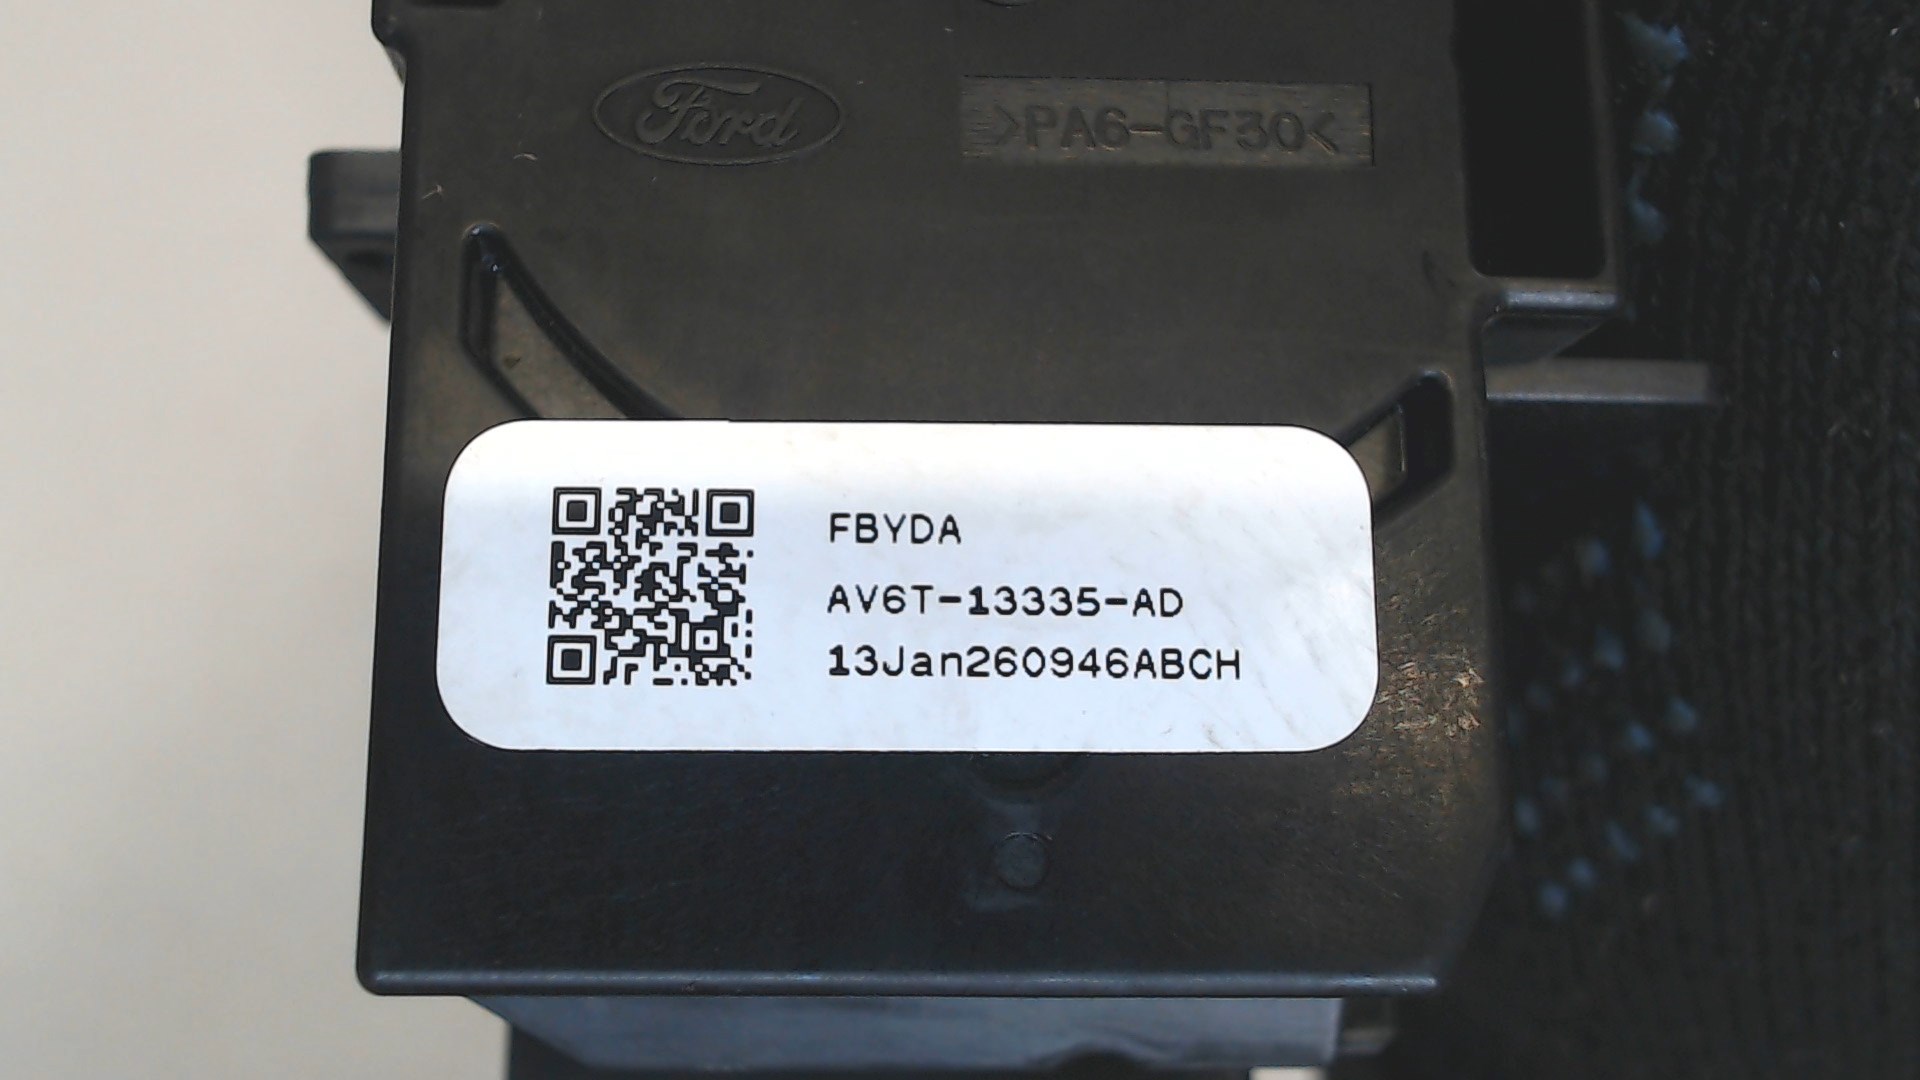 Ford
>PA6-GF30<
FBYDA
AV6T-13335-AD
13Jan260946ABCH